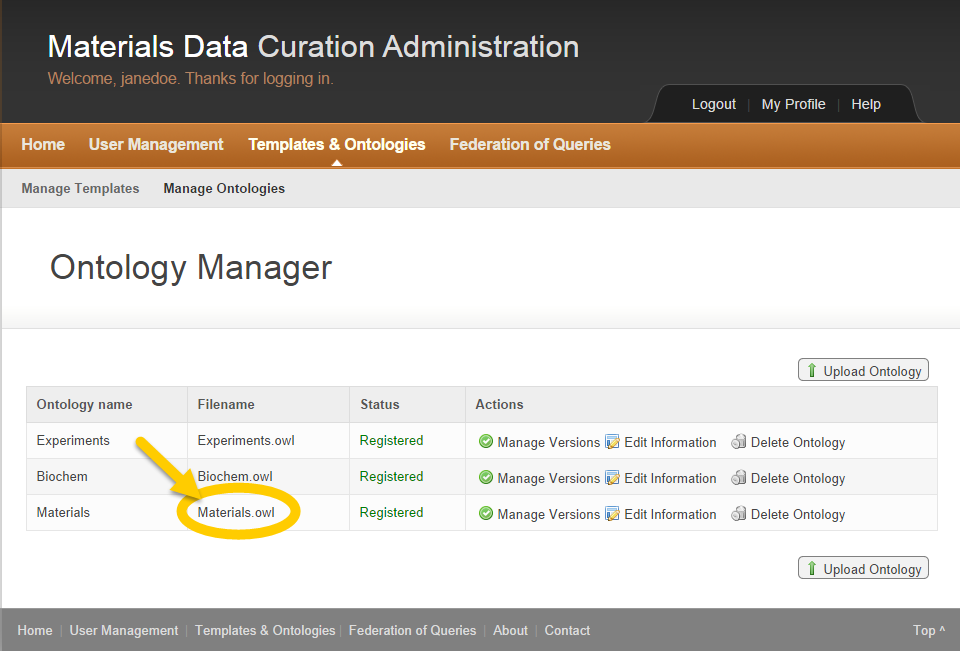 Materials Data Curation Administration
Welcome, janedoe. Thanks for logging in.
Logout | My Profile | Help
Home User Management Templates & Ontologies Federation of Queries
Manage Templates Manage Ontologies
Ontology Manager
Upload Ontology
Ontology name Filename Status Actions
Experiments Experiments.owl Registered Manage Versions Edit Information Delete Ontology
Biochem Biochem.owl Registered Manage Versions Edit Information Delete Ontology
Materials Materials.owl Registered Manage Versions Edit Information Delete Ontology
Upload Ontology
Home | User Management | Templates & Ontologies | Federation of Queries | About | Contact Top ^